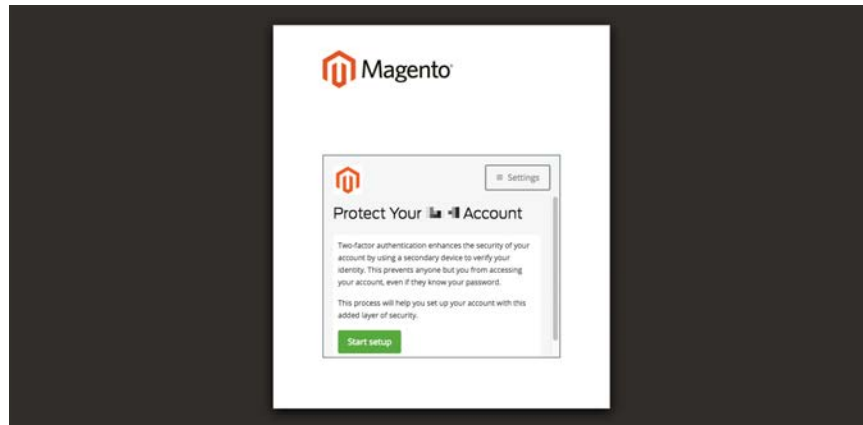 Magento
Settings
Protect Your Account
Two-factor authentication enhances the security of your
account by using a secondary device to verify your
identity. This prevents anyone but you from accessing
your account, even if they know your password.
This process will help you set up your account with this
added layer of security.
Start setup